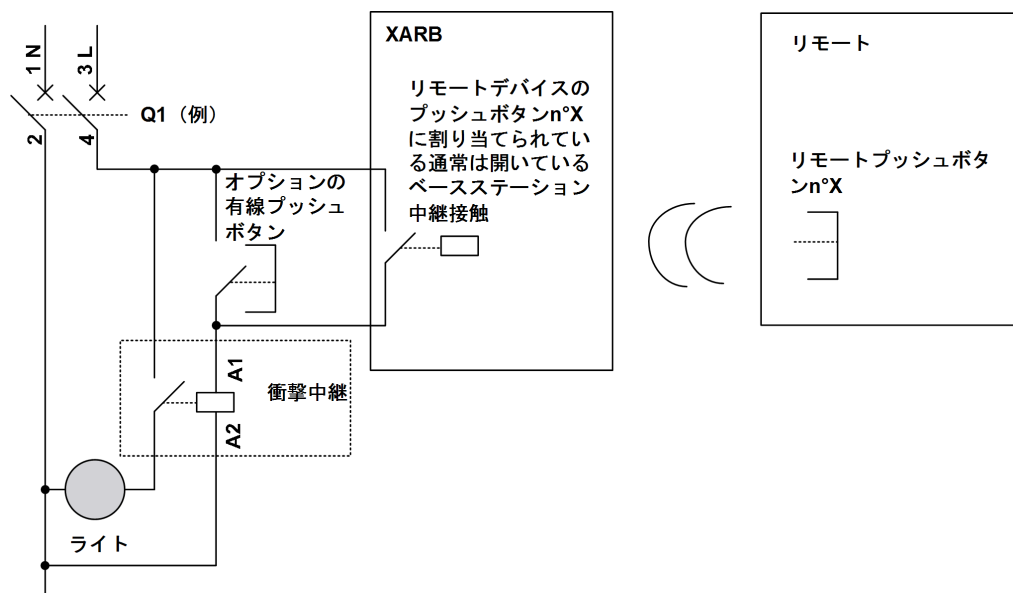 1 N
3 L
Q1（例）
2
4
オプションの
有線プッシュ
ボタン
A1
衝撃中継
A2
ライト
XARB
リモートデバイスの
プッシュボタンn°X
に割り当てられてい
る通常は開いている
ベースステーション
中継接触
リモート
リモートプッシュボタ
ンn°X